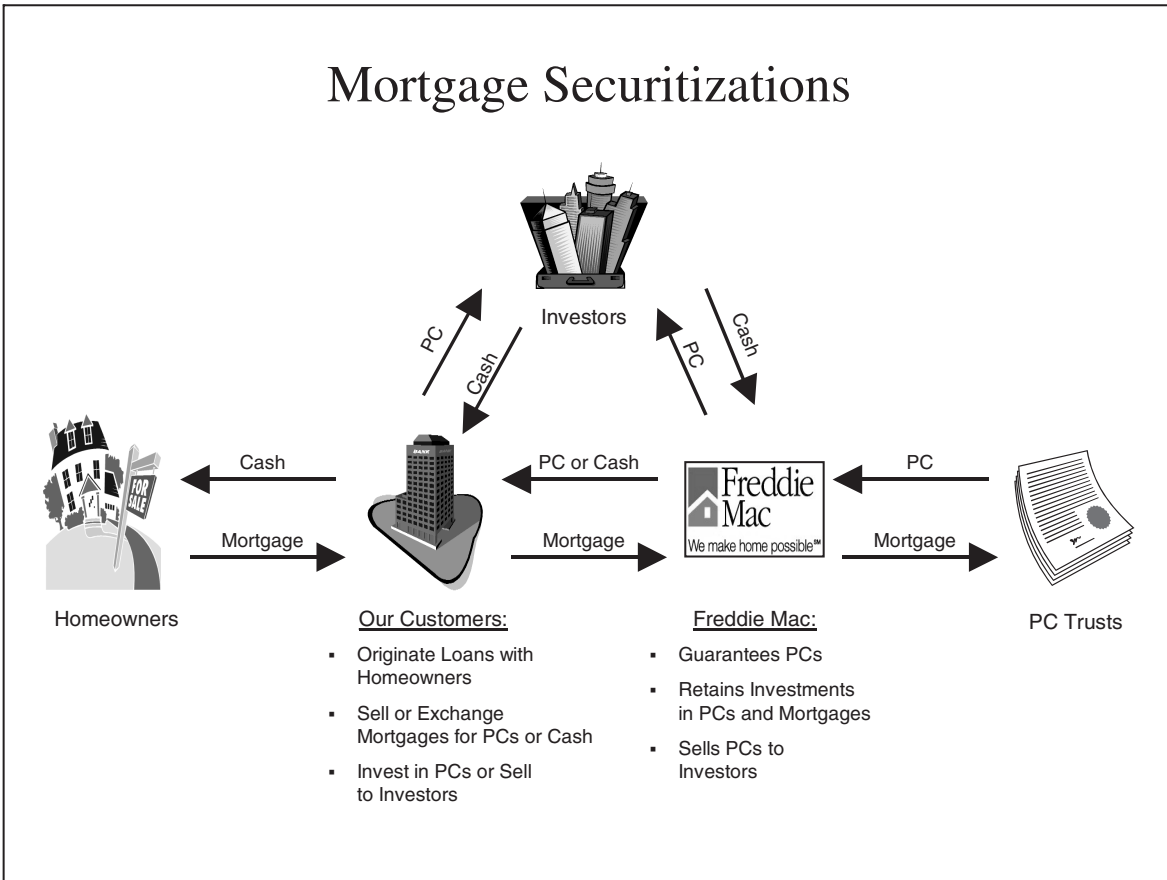 Mortgage Securitizations
Investors
PC
Cash
PC
Cash
Cash
PC or Cash
PC
BANK
FOR
SALE
Freddie
Mac
We make home possible℠
Mortgage
Mortgage
Mortgage
Homeowners
Our Customers:
▪ Originate Loans with
Homeowners
▪ Sell or Exchange
Mortgages for PCs or Cash
▪ Invest in PCs or Sell
to Investors
Freddie Mac:
▪ Guarantees PCs
▪ Retains Investments
in PCs and Mortgages
▪ Sells PCs to
Investors
PC Trusts